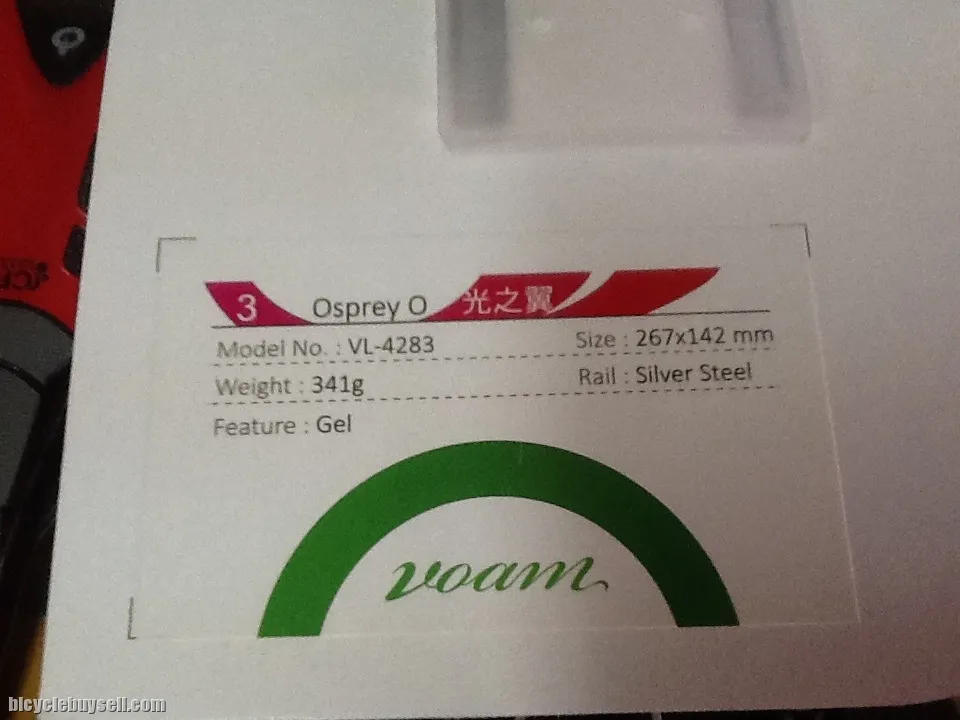 3 Osprey O 光之翼
Model No. : VL-4283 Size : 267x142 mm
Weight : 341g Rail : Silver Steel
Feature : Gel
voam
bicyclebuysell.com